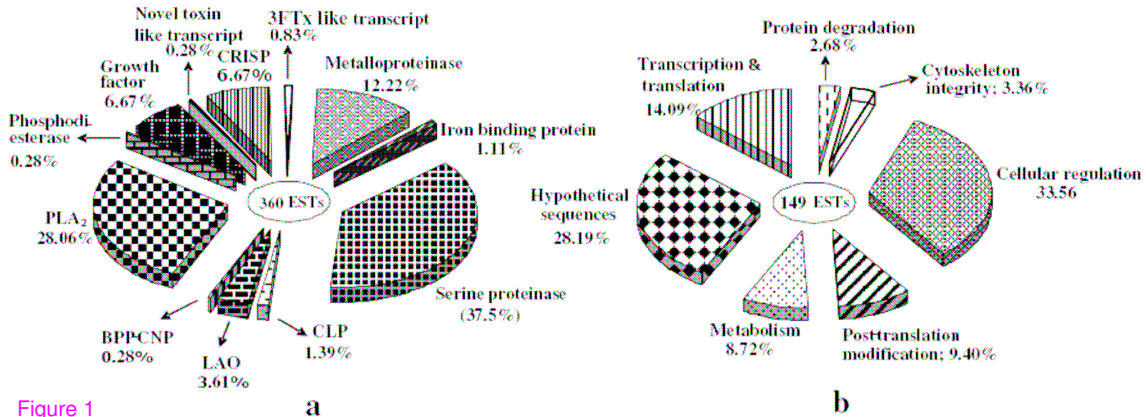 Novel toxin
like transcript
0.28%
3FTx like transcript
0.83%
CRISP
6.67%
Growth factor
6.67%
Metalloproteinase
12.22%
Phosphodi-
esterase
0.28%
Iron binding protein
1.11%
360 ESTs
PLA2
28.06%
Serine proteinase
(37.5%)
BPP-CNP
0.28%
CLP
1.39%
LAO
3.61%
a
Protein degradation
2.68%
Transcription &
translation
14.09%
Cytoskeleton
integrity; 3.36%
Cellular regulation
33.56
Hypothetical
sequences
28.19%
149 ESTs
Metabolism
8.72%
Post-translation
modification; 9.40%
b
Figure 1